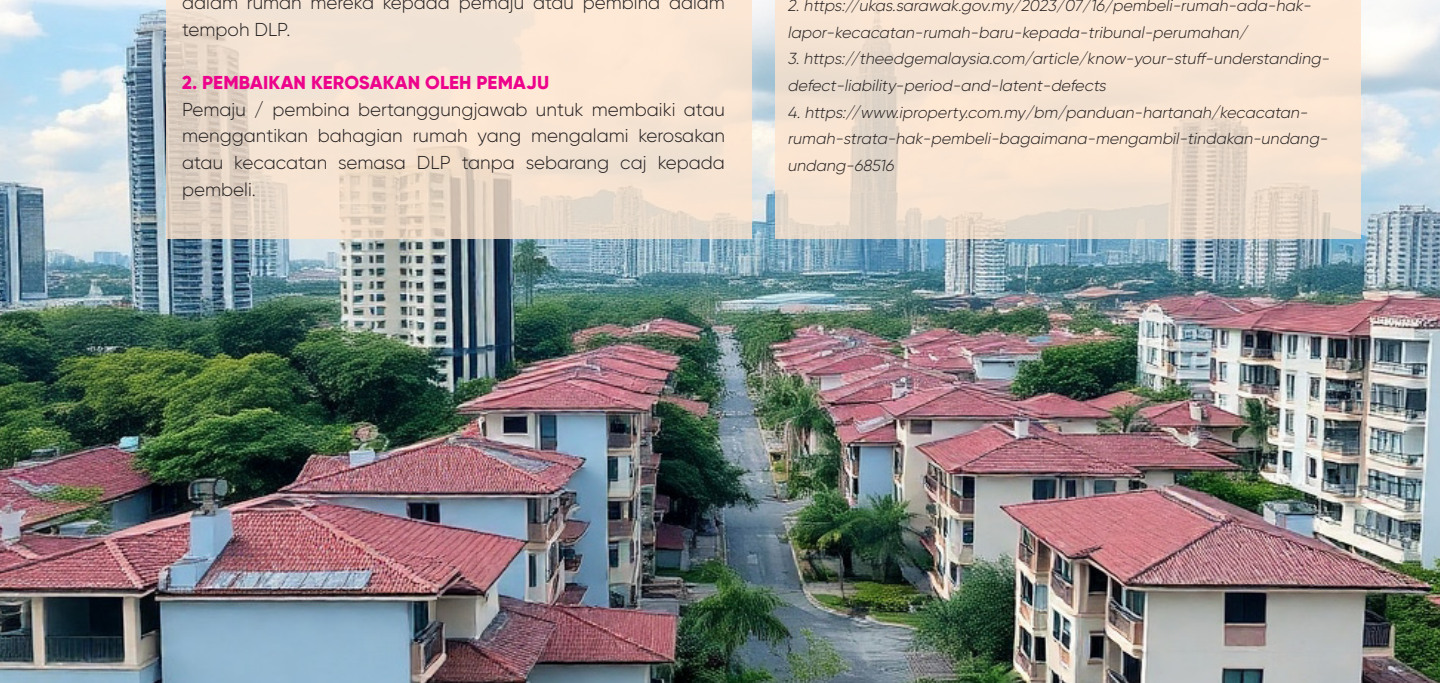 dalam rumah mereka kepada pemaju atau pembina dalam
tempoh DLP.
2. PEMBAIKAN KEROSAKAN OLEH PEMAJU
Pemaju / pembina bertanggungjawab untuk membaiki atau
menggantikan bahagian rumah yang mengalami kerosakan
atau kecacatan semasa DLP tanpa sebarang caj kepada
pembeli.
2. https://ukas.sarawak.gov.my/2023/07/16/pembeli-rumah-ada-hak-
lapor-kecacatan-rumah-baru-kepada-tribunal-perumahan/
3. https://theedgemalaysia.com/article/know-your-stuff-understanding-
defect-liability-period-and-latent-defects
4. https://www.iproperty.com.my/bm/panduan-hartanah/kecacatan-
rumah-strata-hak-pembeli-bagaimana-mengambil-tindakan-undang-
undang-68516